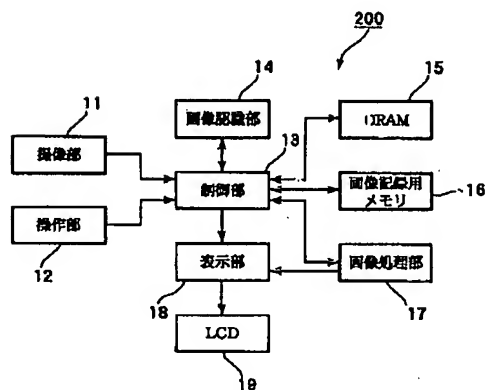 200
14
15
11
画像認識部
13
DRAM
撮像部
制御部
画像記録用
メモリ
16
操作部
12
表示部
画像処理部
18
17
LCD
19